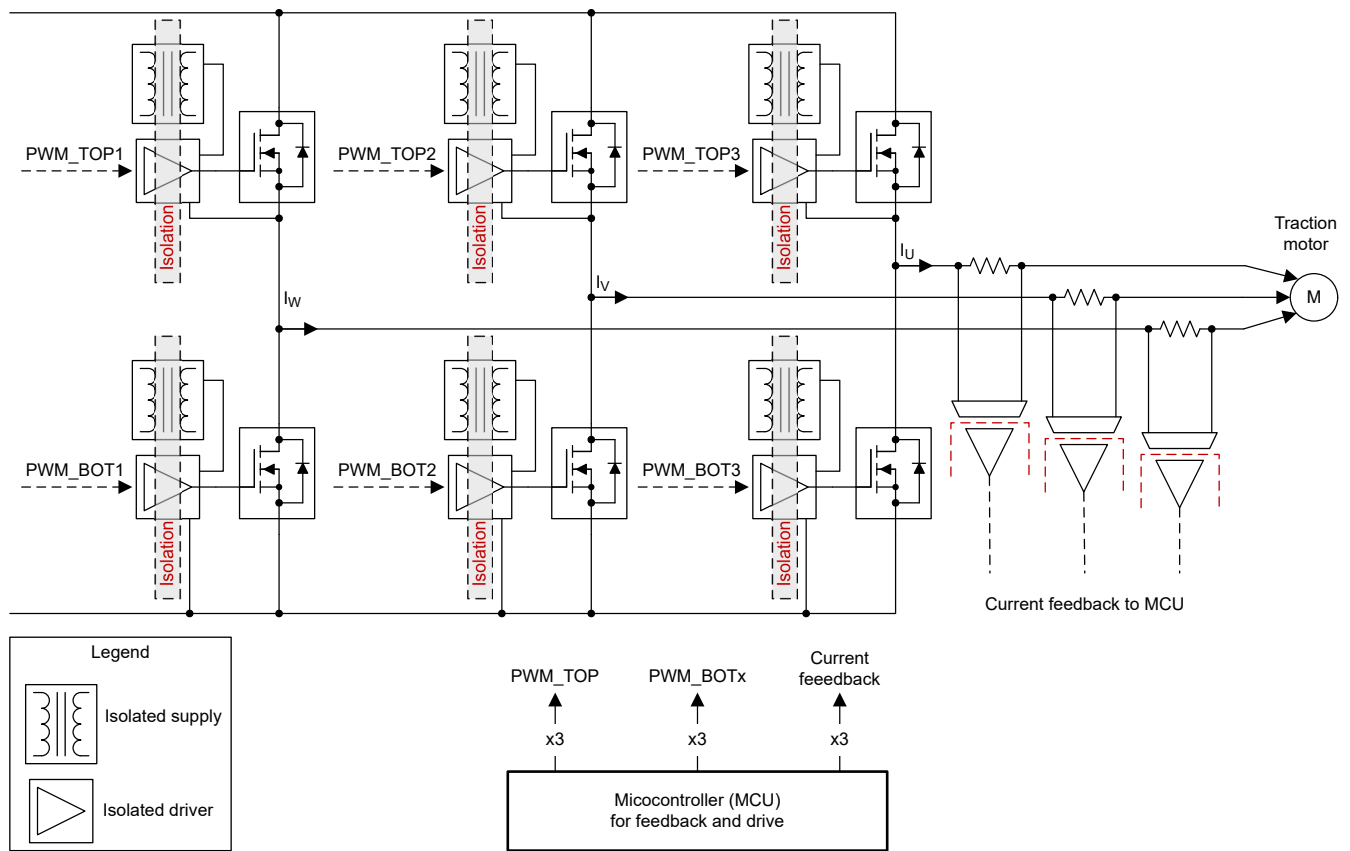 PWM_TOP1
Isolation
PWM_TOP2
Isolation
PWM_TOP3
Isolation
Traction
motor
M
IU
IV
IW
PWM_BOT1
Isolation
PWM_BOT2
Isolation
PWM_BOT3
Isolation
Current feedback to MCU
Legend
Isolated supply
Isolated driver
PWM_TOP
PWM_BOTx
Current
feeedback
x3
x3
x3
Micocontroller (MCU)
for feedback and drive